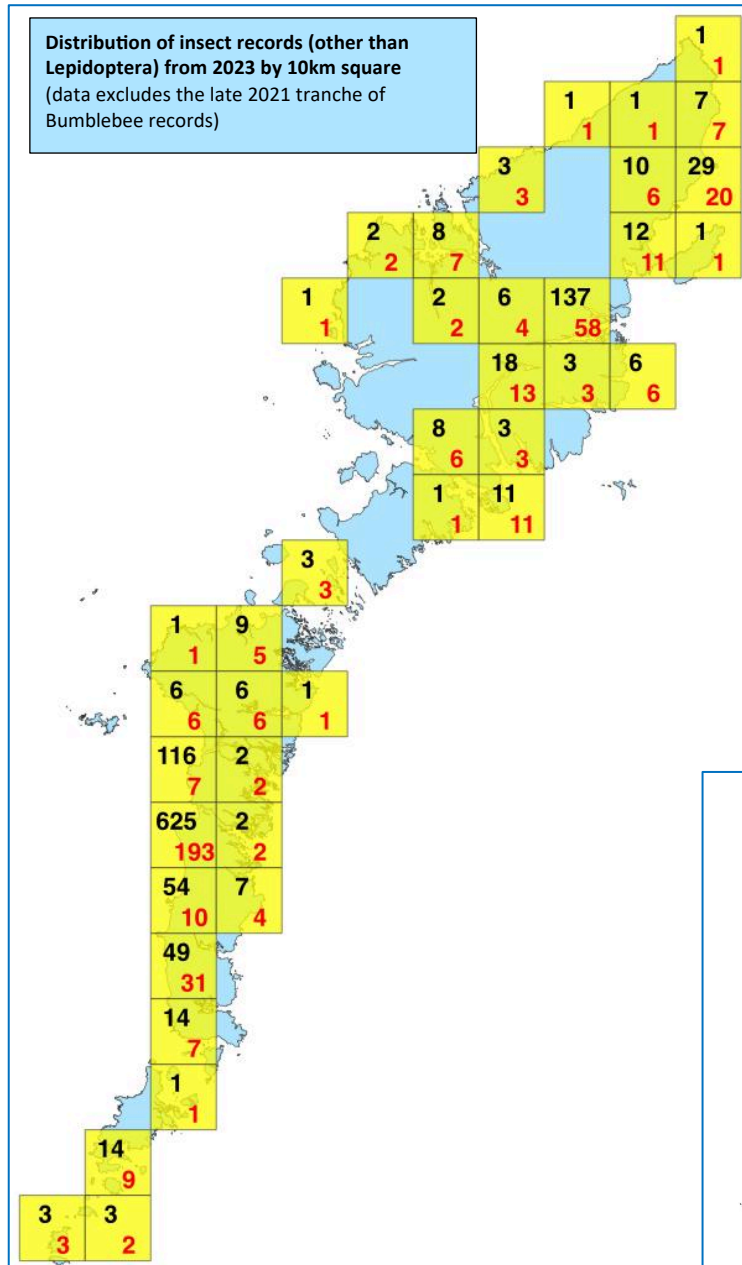 Distribution of insect records (other than
Lepidoptera) from 2023 by 10km square
(data excludes the late 2021 tranche of
Bumblebee records)
1
1
1 1 7
1 1 7
3 10 29
3 6 20
2 8 12 1
2 7 11 1
1 2 6 137
1 2 4 58
18 3 6
13 3 6
8 3
6 3
1 11
1 11
3
3
1 9
1 5
6 6 1
6 6 1
116 2
7 2
625 2
193 2
54 7
10 4
49
31
14
7
1
1
14
9
3 3
3 2